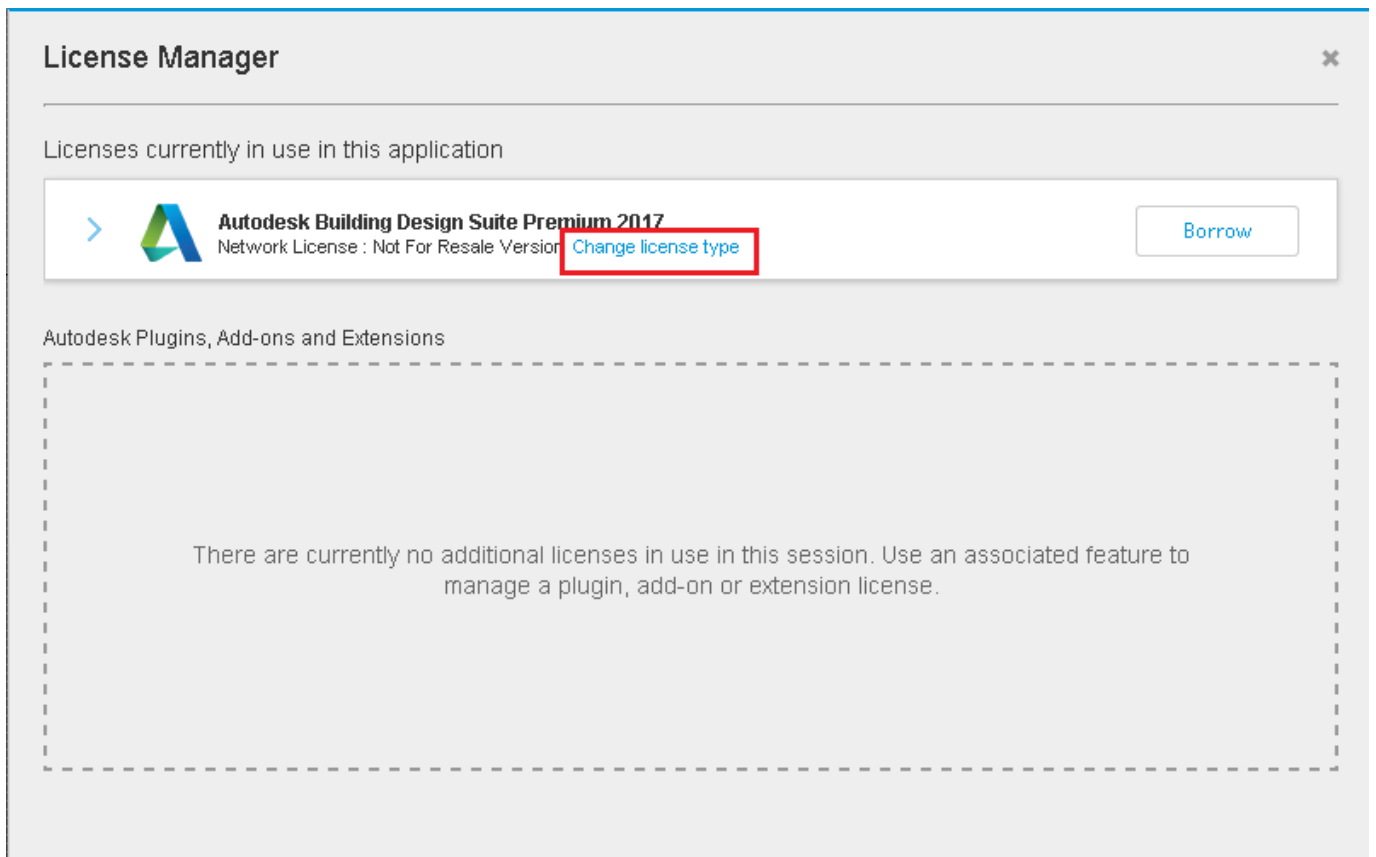 License Manager
Licenses currently in use in this application
Autodesk Building Design Suite Premium 2017
Network License : Not For Resale Version Change license type
Borrow
Autodesk Plugins, Add-ons and Extensions
There are currently no additional licenses in use in this session. Use an associated feature to
manage a plugin, add-on or extension license.